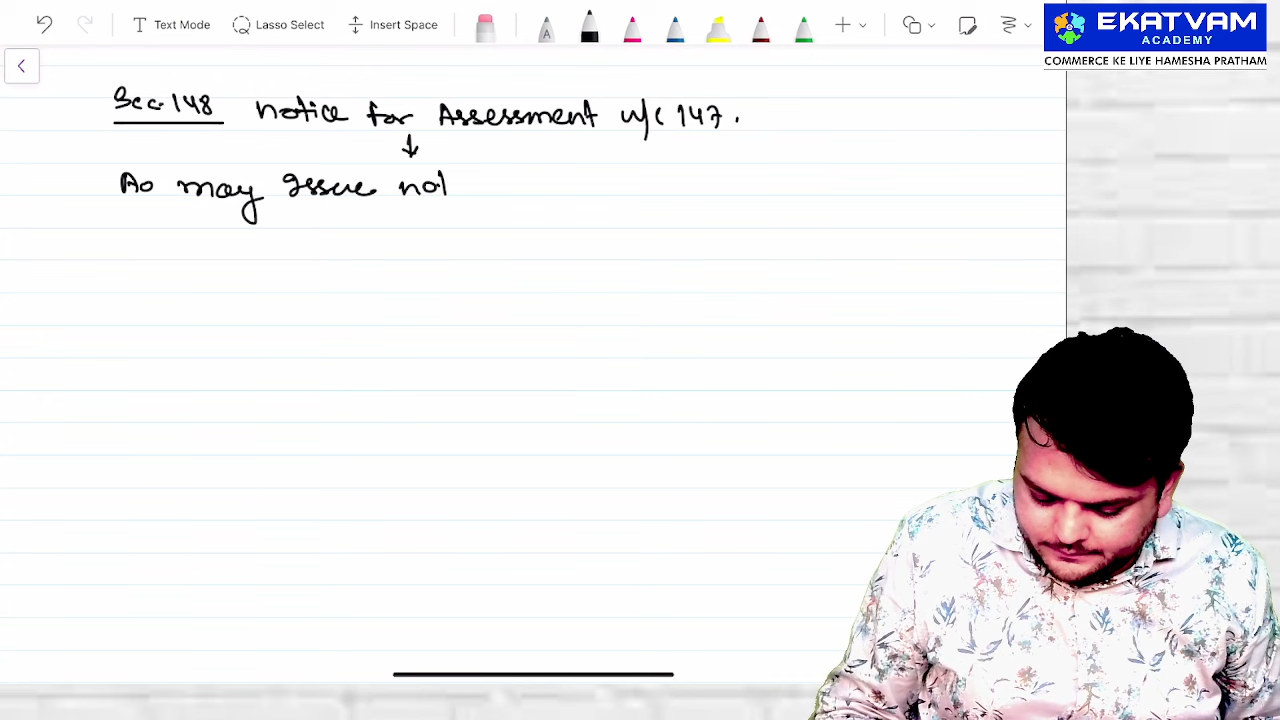 Text Mode Lasso Select Insert Space
A
EKATVAM
ACADEMY
COMMERCE KE LIYE HAMESHA PRATHAM
Sec. 148 Notice for Assessment u/s 147.
AO may Issue not